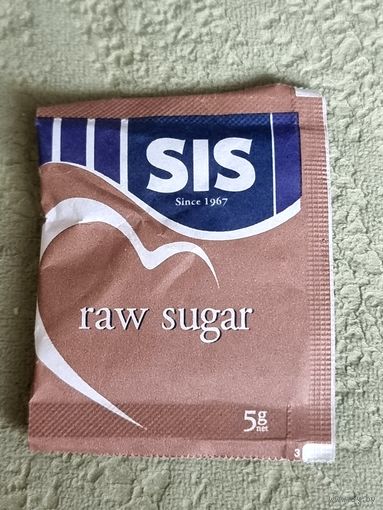 SIS
Since 1967
raw sugar
5g
net
3